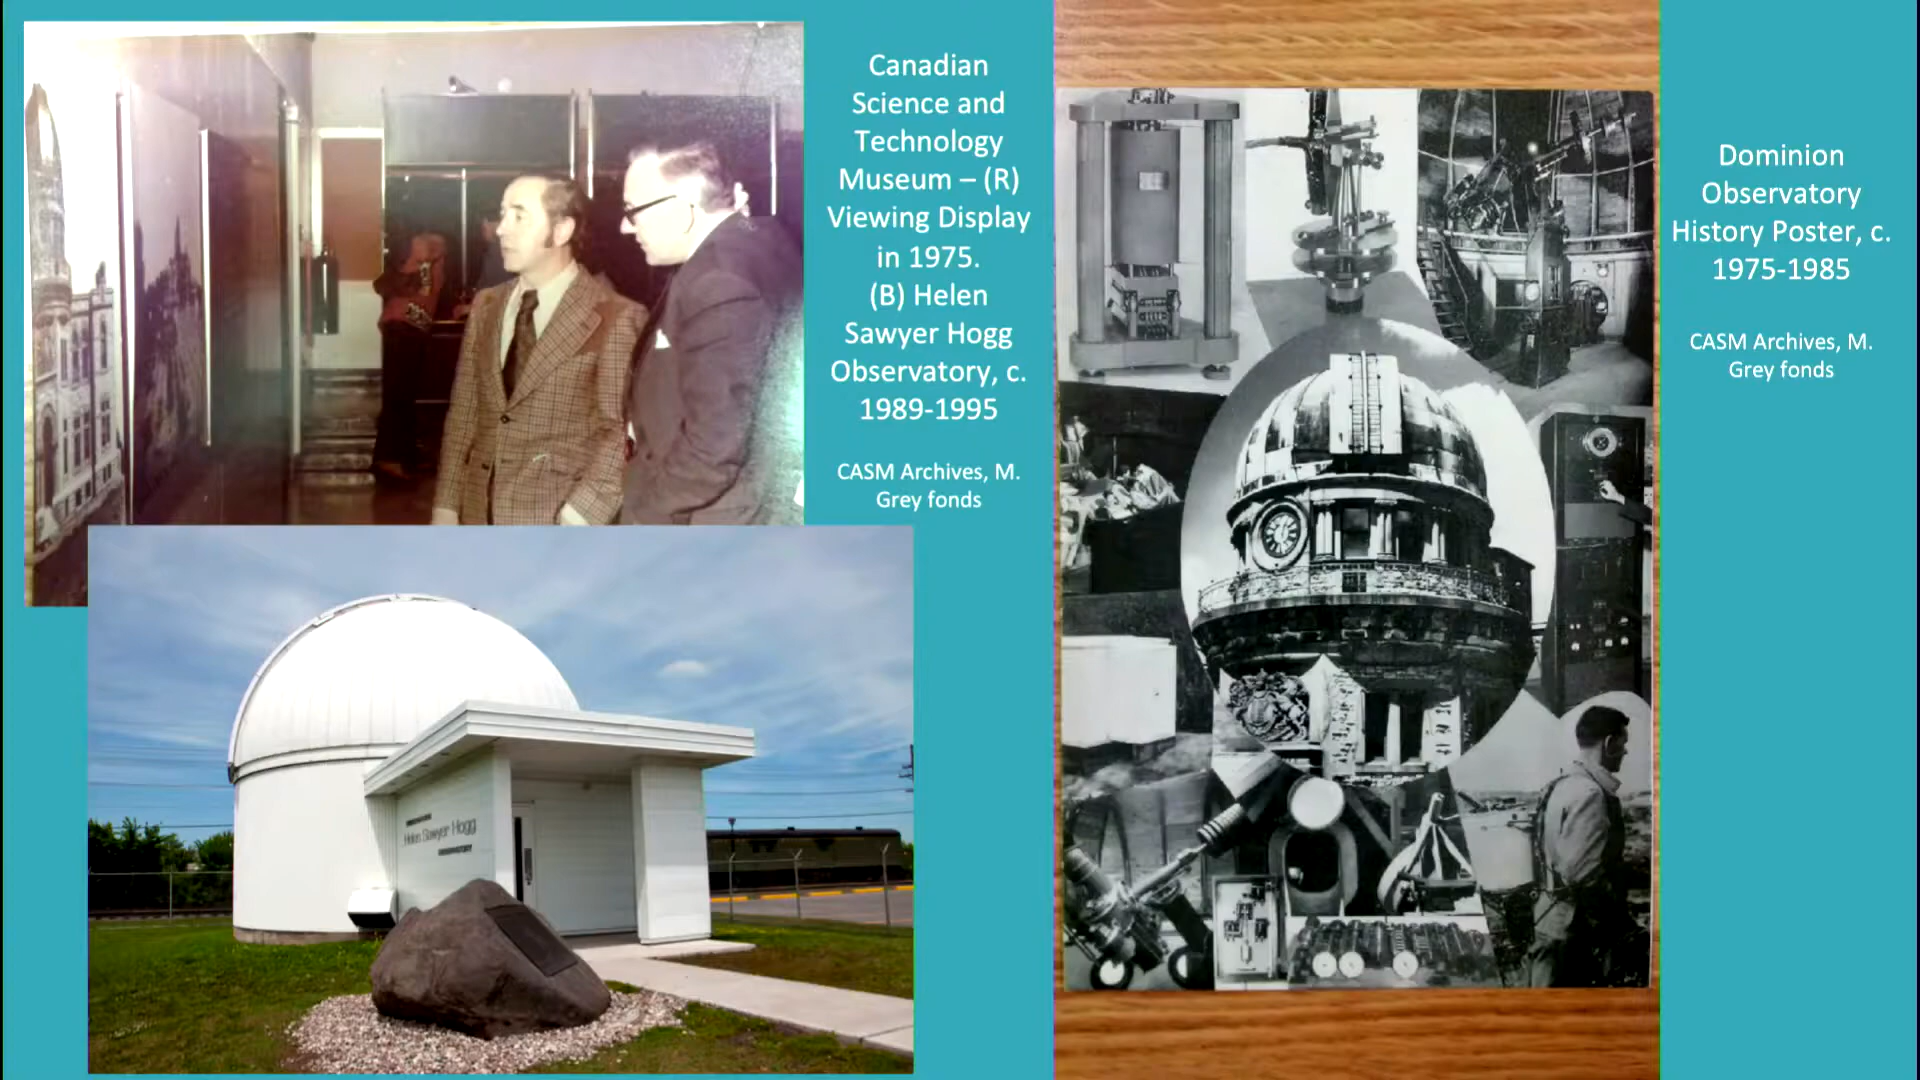 Canadian
Science and
Technology
Museum – (R)
Viewing Display
in 1975.
(B) Helen
Sawyer Hogg
Observatory, c.
1989-1995
CASM Archives, M.
Grey fonds
Dominion
Observatory
History Poster, c.
1975-1985
CASM Archives, M.
Grey fonds
Helen Sawyer Hogg
OBSERVATORY